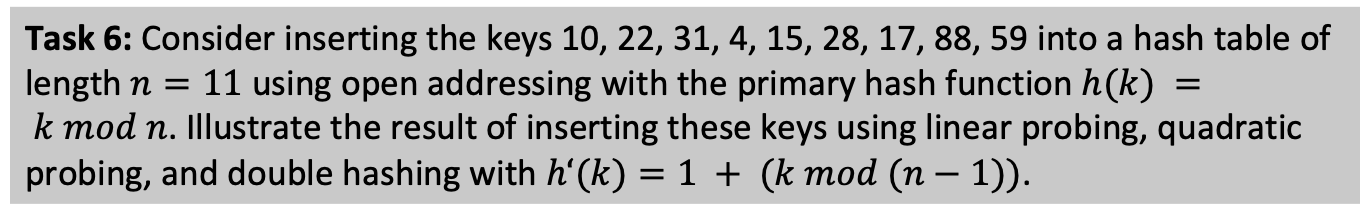 Task 6: Consider inserting the keys 10, 22, 31, 4, 15, 28, 17, 88, 59 into a hash table of
length n = 11 using open addressing with the primary hash function h(k) =
k mod n. Illustrate the result of inserting these keys using linear probing, quadratic
probing, and double hashing with h‘(k) = 1 + (k mod (n − 1)).